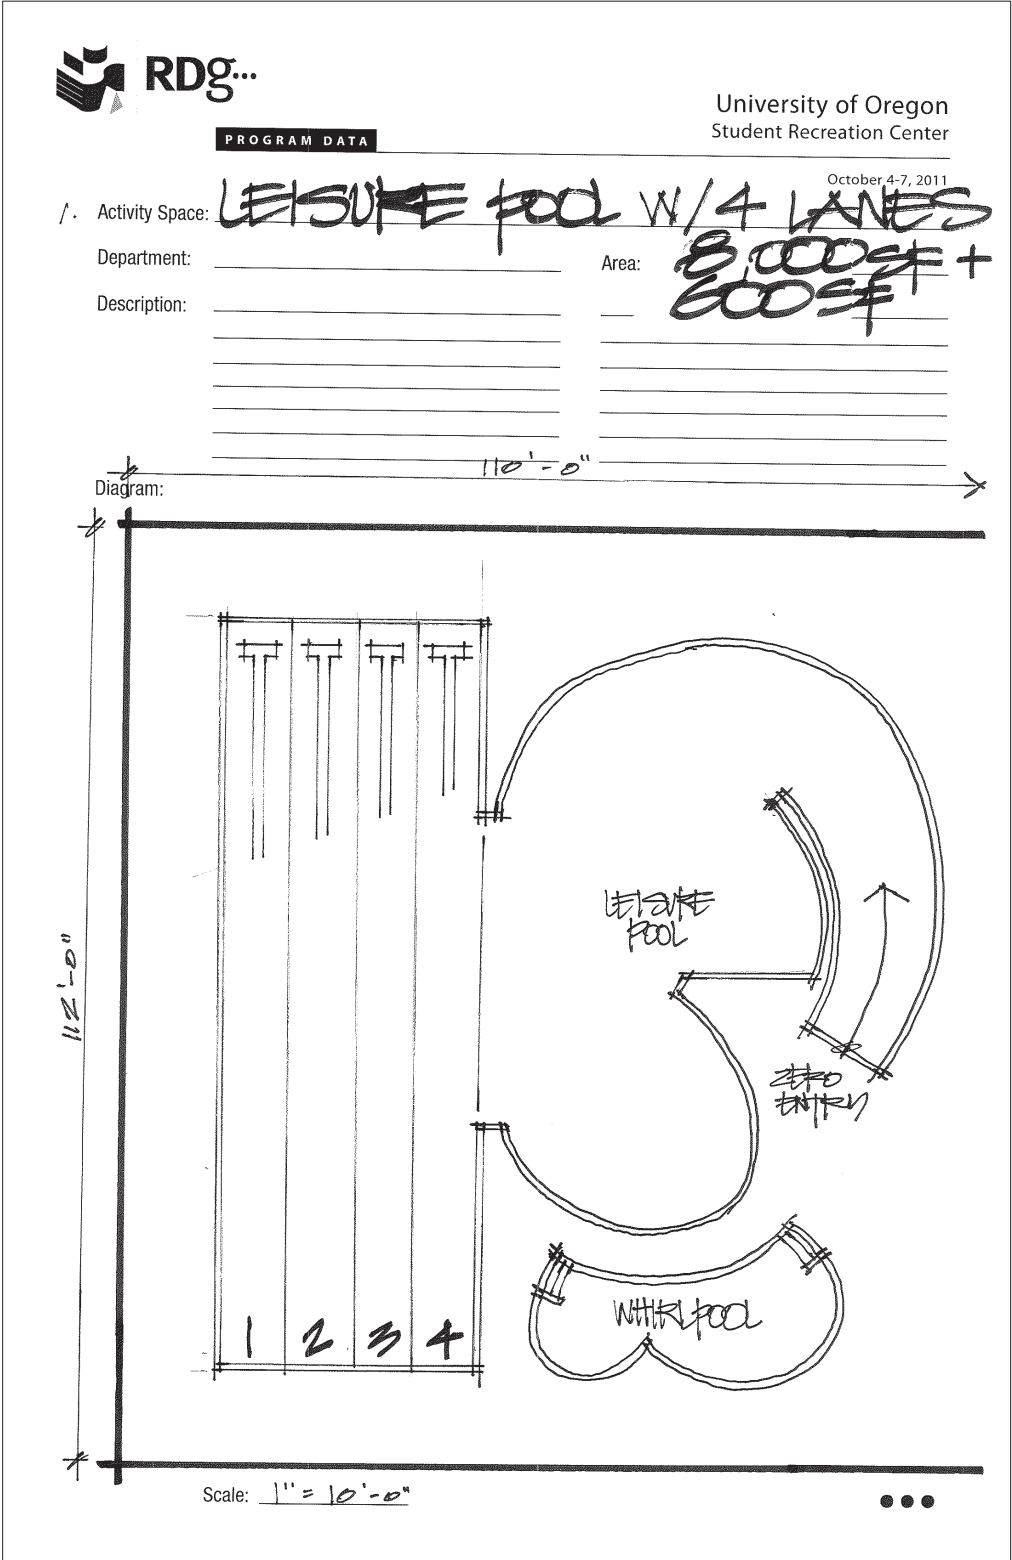 RDg...
University of Oregon
Student Recreation Center
PROGRAM DATA
October 4-7, 2011
1. Activity Space: LEISURE POOL W/4 LANES
Department:
Area: 8,000SF +
600SF
Description:
110'-0"
Diagram:
112'-0"
LEISURE
POOL
ZERO
ENTRY
WHIRLPOOL
1 2 3 4
Scale: 1" = 10'-0"